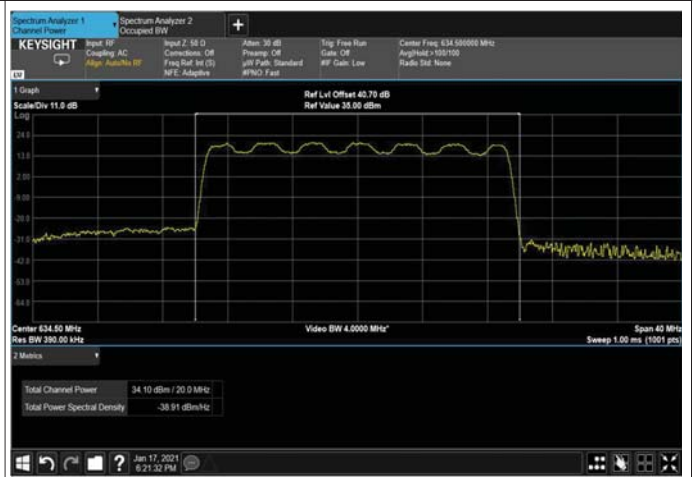 Spectrum Analyzer 1
Channel Power
Spectrum Analyzer 2
Occupied BW
+
KEYSIGHT
Input: RF
Coupling: AC
Align: Auto/No RF
Input Z: 50 Ω
Corrections: Off
Freq Ref: Int (S)
NFE: Adaptive
Atten: 30 dB
Preamp: Off
µW Path: Standard
#PNO: Fast
Trig: Free Run
Gate: Off
#IF Gain: Low
Center Freq: 634.500000 MHz
Avg|Hold:>100/100
Radio Std: None
LXI
1 Graph
Scale/Div 11.0 dB
Ref Lvl Offset 40.70 dB
Ref Value 35.00 dBm
Log
24.0
13.0
2.00
-9.00
-20.0
-31.0
-42.0
-53.0
-64.0
Center 634.50 MHz
Res BW 390.00 kHz
Video BW 4.0000 MHz*
Span 40 MHz
Sweep 1.00 ms (1001 pts)
2 Metrics
Total Channel Power 34.10 dBm / 20.0 MHz
Total Power Spectral Density -38.91 dBm/Hz
?
Jan 17, 2021
6:21:32 PM